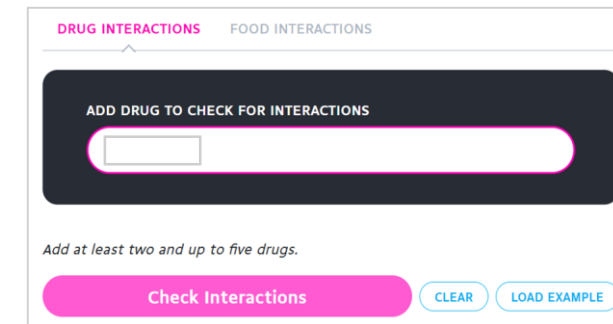 DRUG INTERACTIONS FOOD INTERACTIONS
ADD DRUG TO CHECK FOR INTERACTIONS
Add at least two and up to five drugs.
Check Interactions CLEAR LOAD EXAMPLE